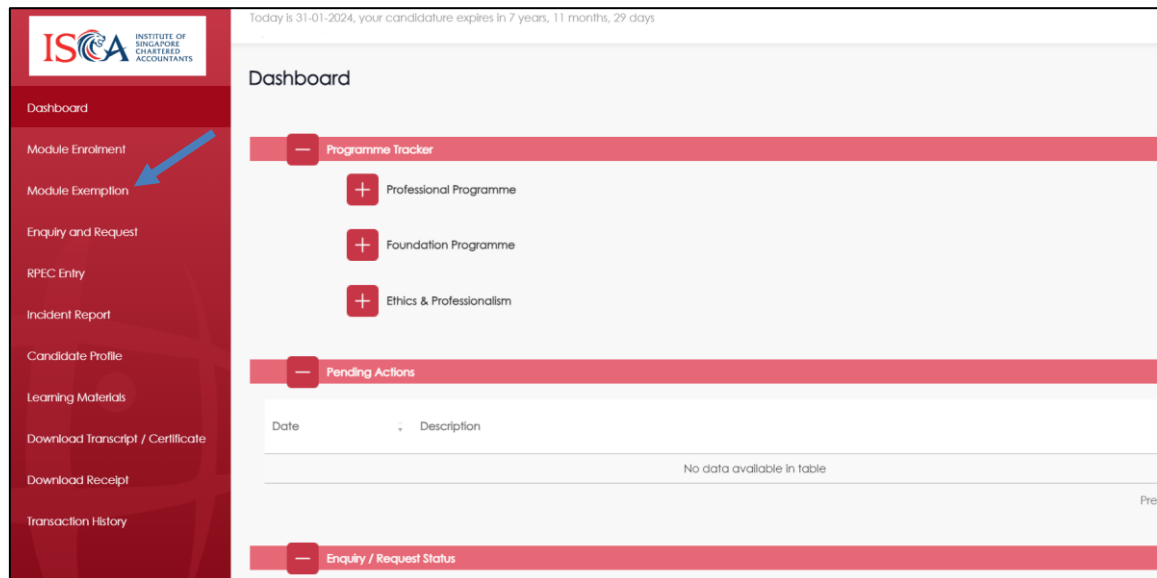 ISCA
INSTITUTE OF
SINGAPORE
CHARTERED
ACCOUNTANTS
Today is 31-01-2024, your candidature expires in 7 years, 11 months, 29 days
Dashboard
Dashboard
Module Enrolment
Module Exemption
Enquiry and Request
RPEC Entry
Incident Report
Candidate Profile
Learning Materials
Download Transcript / Certificate
Download Receipt
Transaction History
Programme Tracker
Professional Programme
Foundation Programme
Ethics & Professionalism
Pending Actions
Date Description
No data available in table
Pre
Enquiry / Request Status